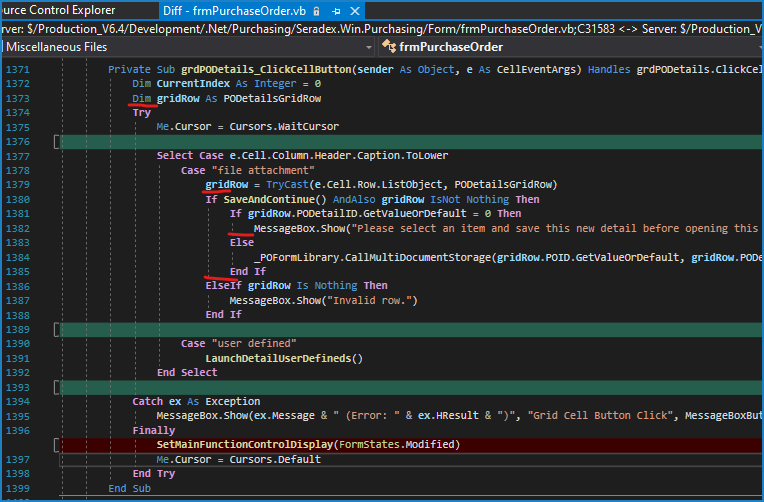 urce Control Explorer
Diff - frmPurchaseOrder.vb
erver: $/Production_V6.4/Development/.Net/Purchasing/Seradex.Win.Purchasing/Form/frmPurchaseOrder.vb;C31583 <-> Server: $/Production_V
Miscellaneous Files
frmPurchaseOrder
1371 Private Sub grdPODetails_ClickCellButton(sender As Object, e As CellEventArgs) Handles grdPODetails.ClickCell
1372 Dim CurrentIndex As Integer = 0
1373 Dim gridRow As PODetailsGridRow
1374 Try
1375 Me.Cursor = Cursors.WaitCursor
1376
1377 Select Case e.Cell.Column.Header.Caption.ToLower
1378 Case "file attachment"
1379 gridRow = TryCast(e.Cell.Row.ListObject, PODetailsGridRow)
1380 If SaveAndContinue() AndAlso gridRow IsNot Nothing Then
1381 If gridRow.PODetailID.GetValueOrDefault = 0 Then
1382 MessageBox.Show("Please select an item and save this new detail before opening this
1383 Else
1384 _POFormLibrary.CallMultiDocumentStorage(gridRow.POID.GetValueOrDefault, gridRow.PODe
1385 End If
1386 ElseIf gridRow Is Nothing Then
1387 MessageBox.Show("Invalid row.")
1388 End If
1389
1390 Case "user defined"
1391 LaunchDetailUserDefineds()
1392 End Select
1393
1394 Catch ex As Exception
1395 MessageBox.Show(ex.Message & " (Error: " & ex.HResult & ")", "Grid Cell Button Click", MessageBoxBut
1396 Finally
SetMainFunctionControlDisplay(FormStates.Modified)
1397 Me.Cursor = Cursors.Default
1398 End Try
1399 End Sub